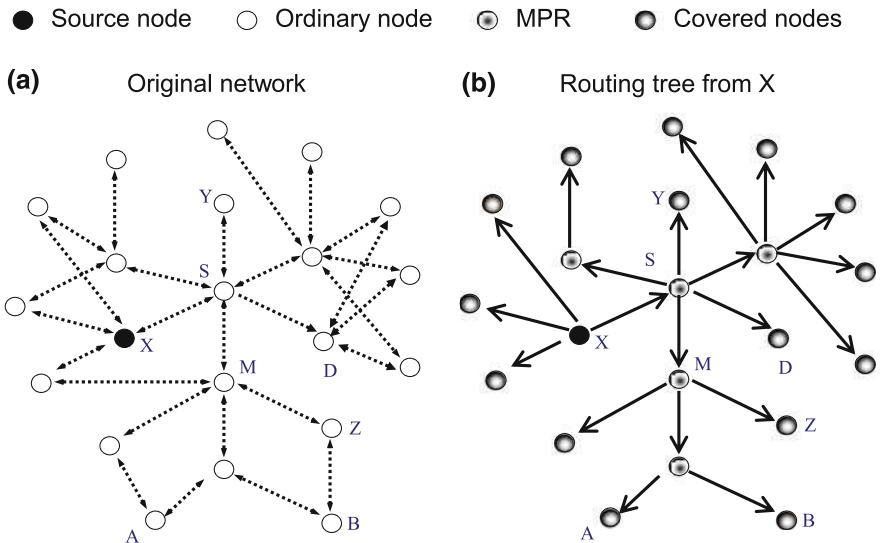 Source node Ordinary node MPR Covered nodes
(a) Original network (b) Routing tree from X
Y Y
S S
X X
M D M D
Z Z
A B A B